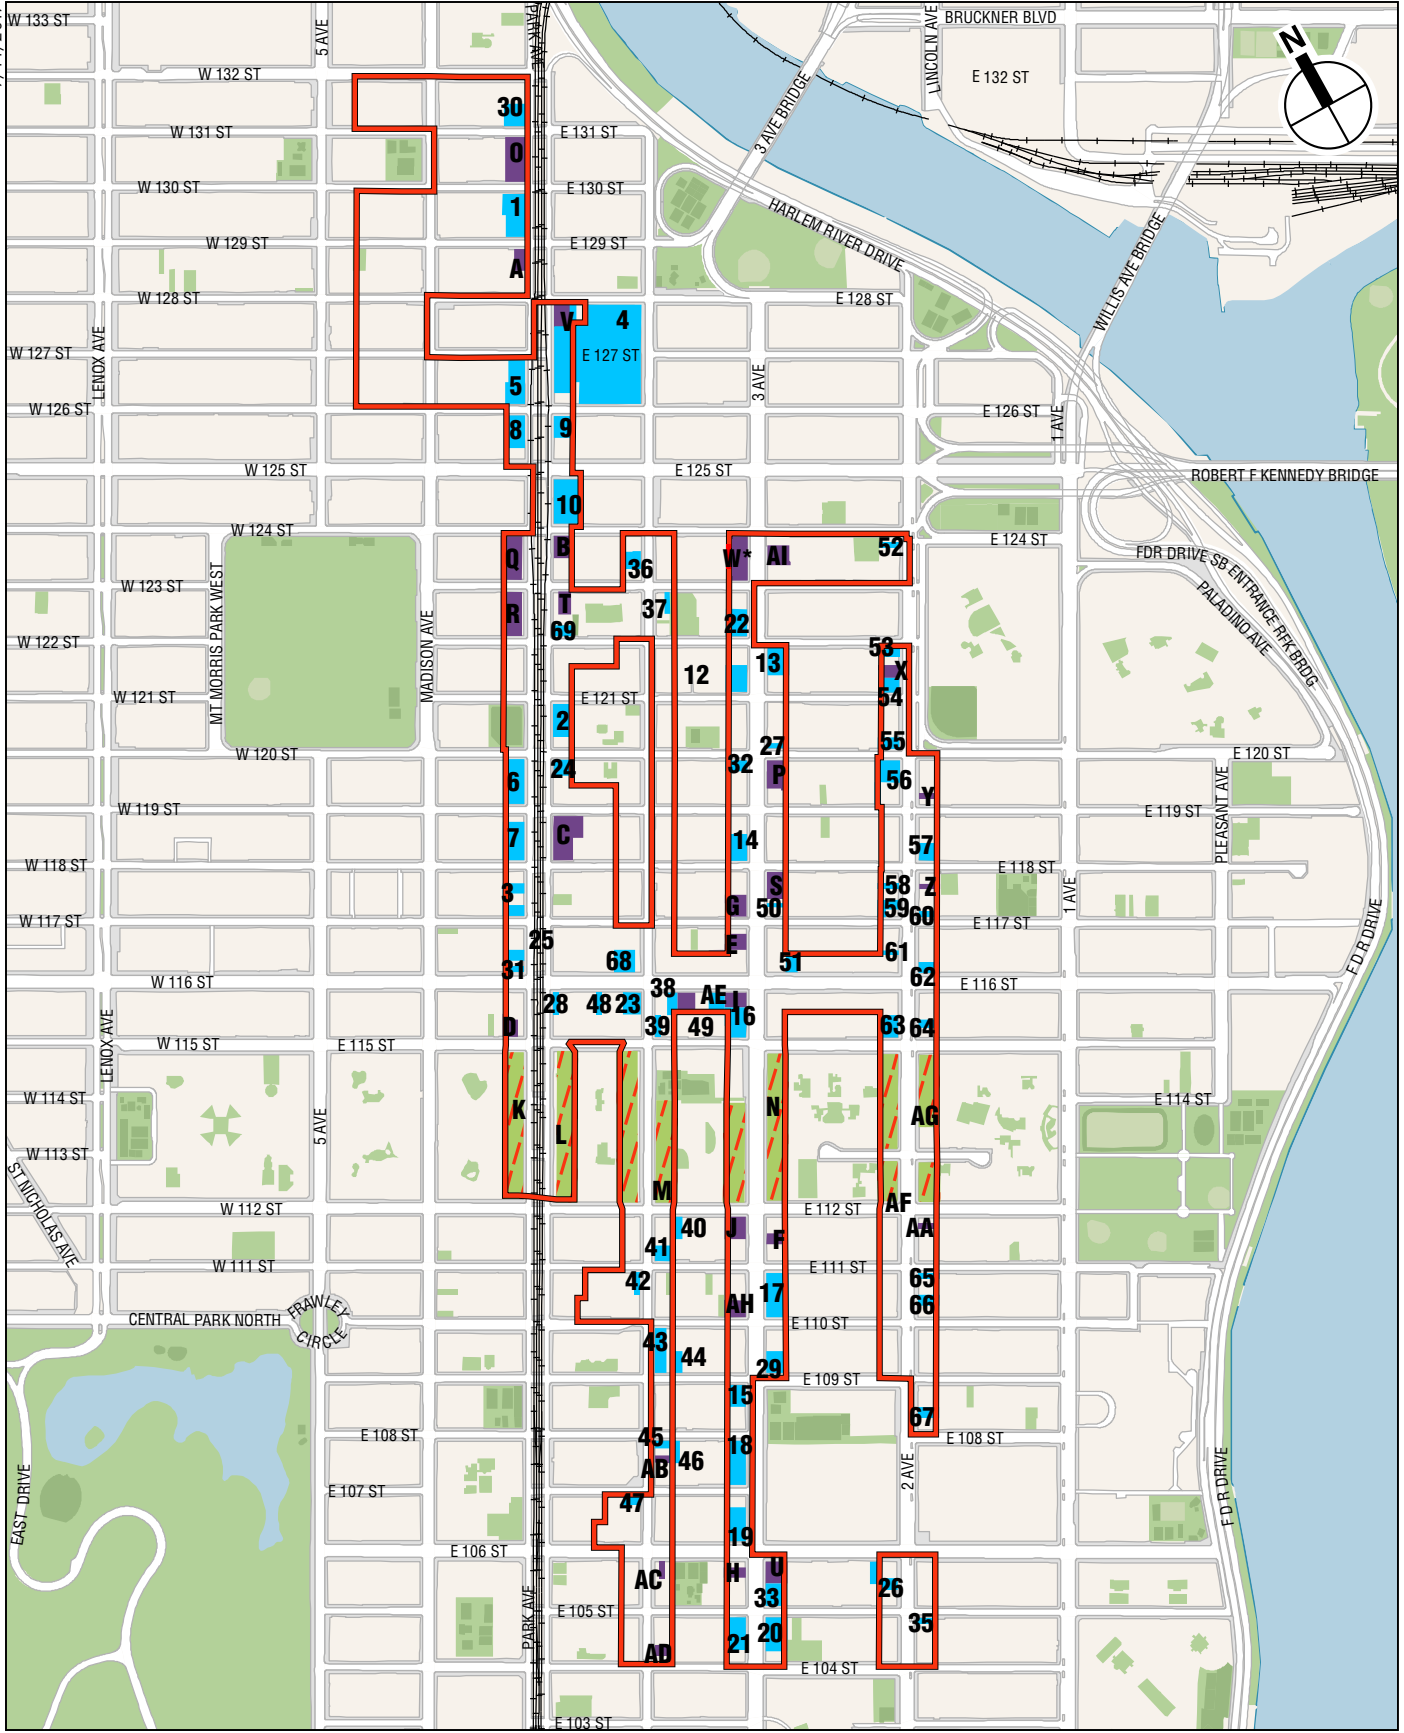 W 133 ST
5 AVE
PARK AVE
LINCOLN AVE
BRUCKNER BLVD
N
W 132 ST
E 132 ST
3 AVE BRIDGE
30
W 131 ST
E 131 ST
O
W 130 ST
E 130 ST
1
HARLEM RIVER DRIVE
W 129 ST
E 129 ST
A
WILLIS AVE BRIDGE
W 128 ST
E 128 ST
V
4
W 127 ST
E 127 ST
LENOX AVE
5
3 AVE
W 126 ST
E 126 ST
1 AVE
8
9
W 125 ST
E 125 ST
ROBERT F KENNEDY BRIDGE
10
W 124 ST
E 124 ST
Q
B
36
W*
AI
52
FDR DRIVE SB ENTRANCE RFK BRDG
W 123 ST
MT MORRIS PARK WEST
MADISON AVE
PALADINO AVE
R
T
37
22
69
W 122 ST
53
13
12
X
W 121 ST
E 121 ST
54
2
27
55
W 120 ST
E 120 ST
6
24
32
P
56
Y
PLEASANT AVE
W 119 ST
E 119 ST
7
C
14
57
W 118 ST
E 118 ST
3
S
58
Z
G
50
59
60
1 AVE
W 117 ST
E 117 ST
25
E
F D R DRIVE
31
68
51
61
62
W 116 ST
E 116 ST
28
48
23
38
AE
I
16
D
39
49
63
64
LENOX AVE
W 115 ST
E 115 ST
W 114 ST
E 114 ST
K
N
AG
5 AVE
L
W 113 ST
ST NICHOLAS AVE
M
AF
W 112 ST
E 112 ST
40
J
F
AA
41
W 111 ST
E 111 ST
42
17
65
AH
66
FRAWLEY
CIRCLE
CENTRAL PARK NORTH
E 110 ST
43
44
29
E 109 ST
15
67
E 108 ST
45
18
E 108 ST
AB
46
2 AVE
EAST DRIVE
F D R DRIVE
E 107 ST
47
19
E 106 ST
AC
H
U
26
33
PARK AVE
E 105 ST
35
20
21
AD
E 104 ST
E 103 ST